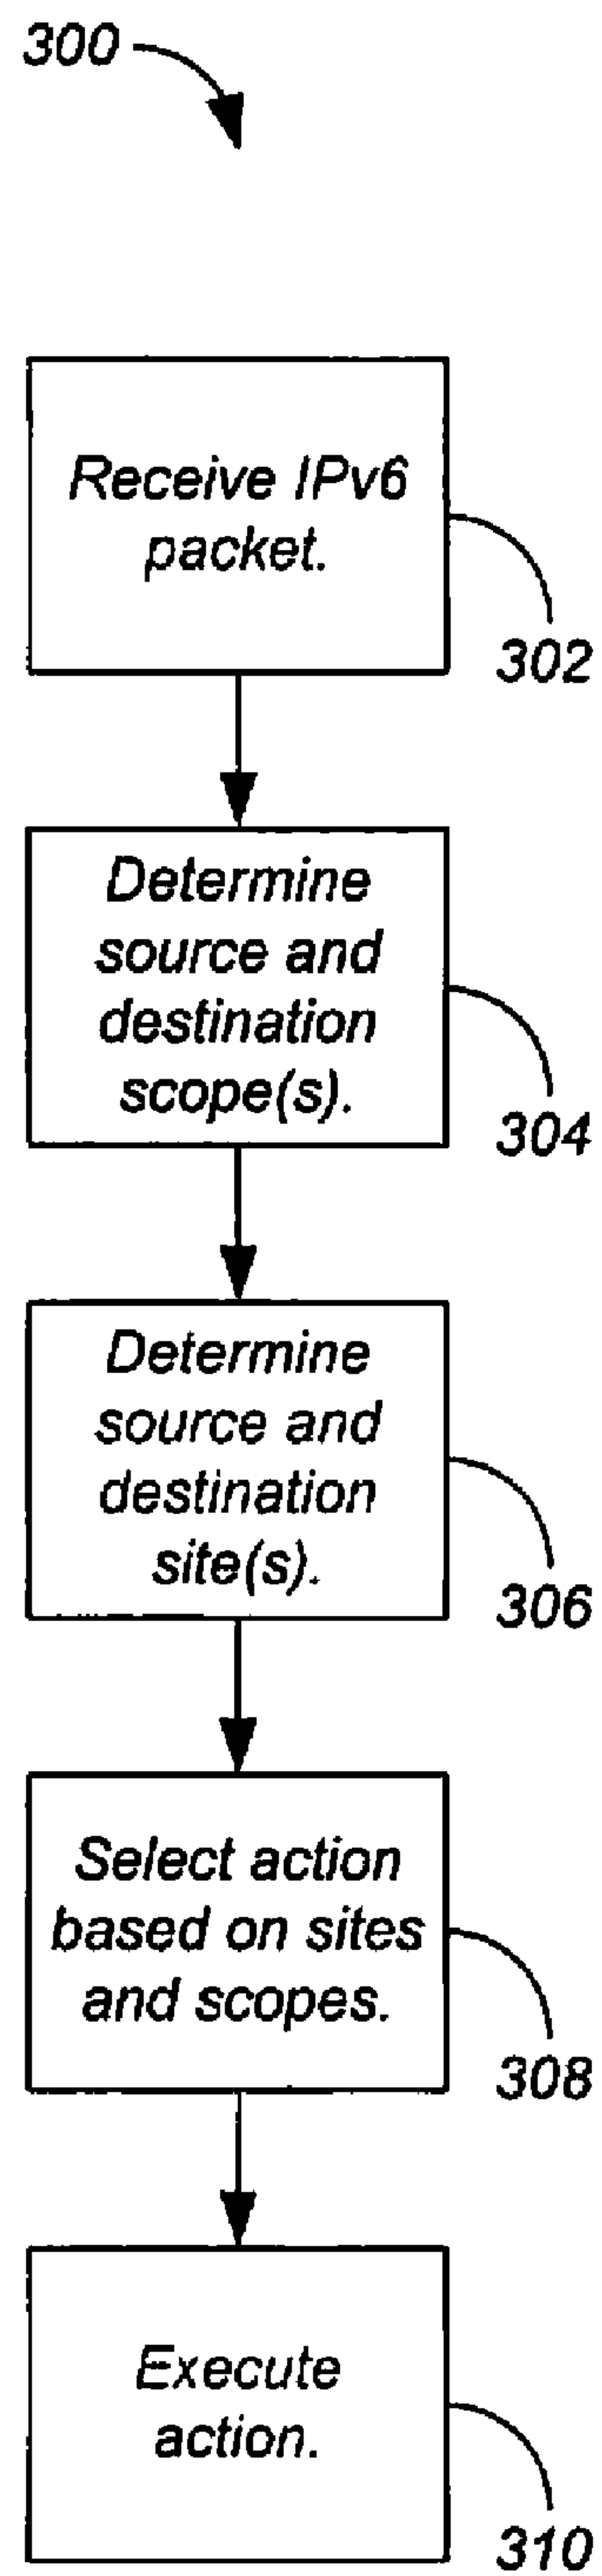 300
Receive IPv6
packet.
302
Determine
source and
destination
scope(s).
304
Determine
source and
destination
site(s).
306
Select action
based on sites
and scopes.
308
Execute
action.
310